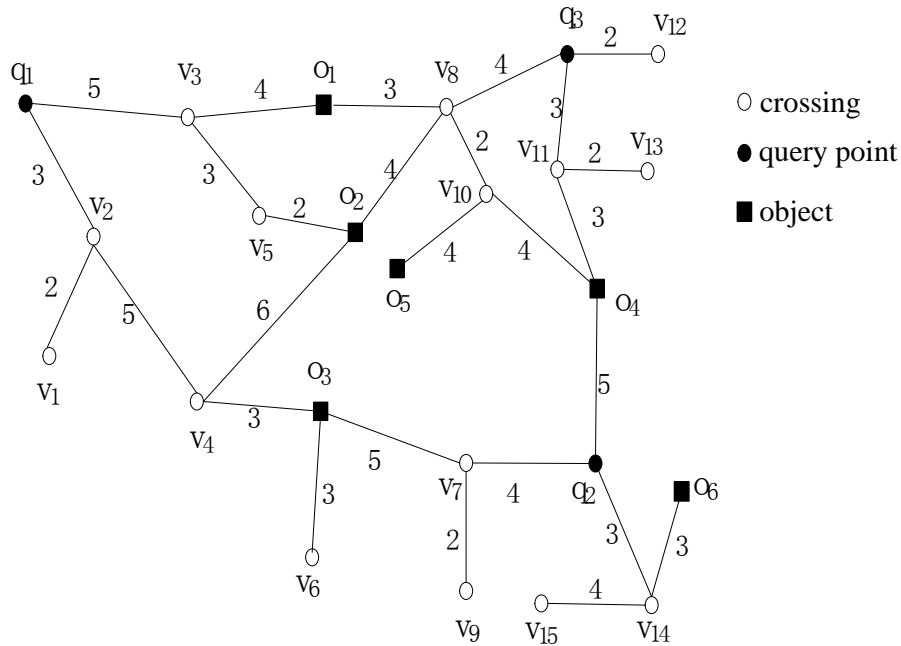 q3
2
v12
q1
5
v3
4
o1
3
v8
4
crossing
3
3
2
v11
2
v13
query point
3
4
o2
v10
v2
2
v5
3
object
4
4
2
o5
o4
5
6
v1
o3
5
v4
3
5
v7
4
q2
o6
3
2
3
3
v6
4
v9
v15
v14